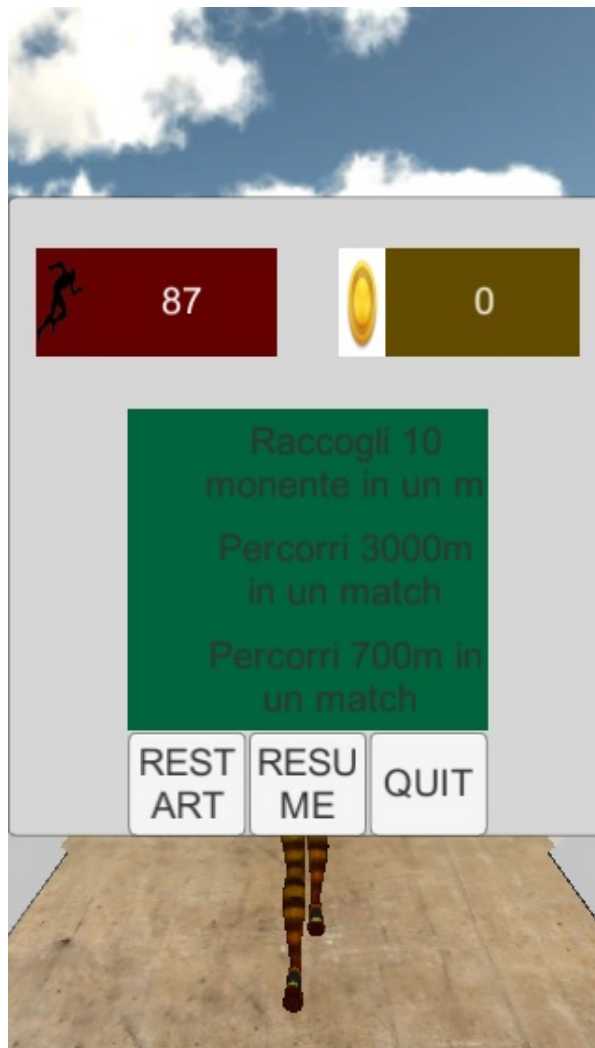 87
0
Raccogli 10
monente in un m
Percorri 3000m
in un match
Percorri 700m in
un match
REST
ART
RESU
ME
QUIT